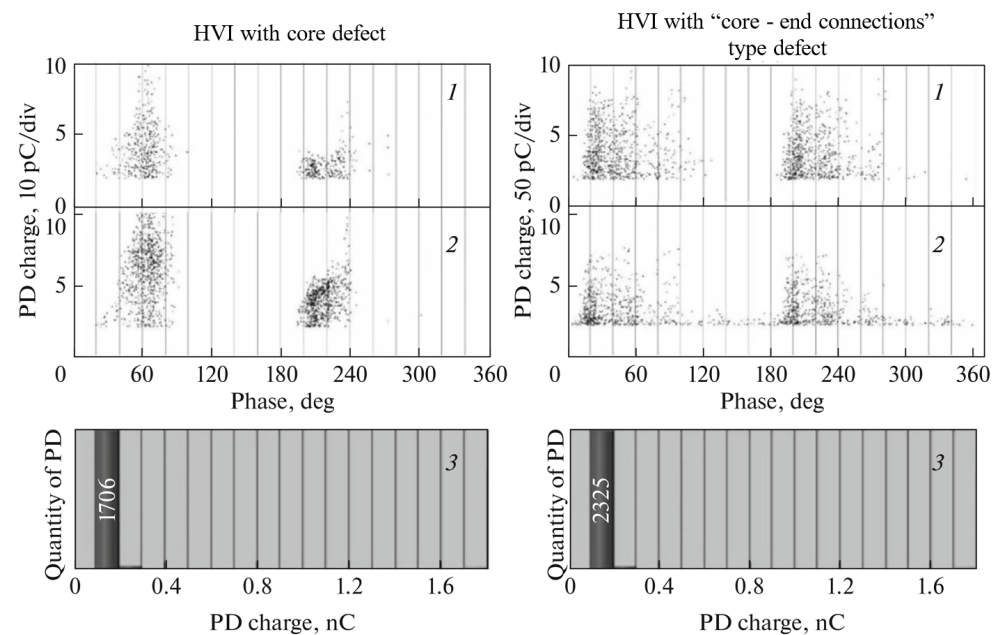 HVI with core defect
HVI with “core - end connections”
type defect
PD charge, 10 pC/div
10
5
0
1
10
5
0
2
60 120 180 240 300 360
Phase, deg
PD charge, 50 pC/div
10
5
0
1
10
5
0
2
60 120 180 240 300 360
Phase, deg
Quantity of PD
1706
3
0 0.4 0.8 1.2 1.6
PD charge, nC
Quantity of PD
2325
3
0 0.4 0.8 1.2 1.6
PD charge, nC